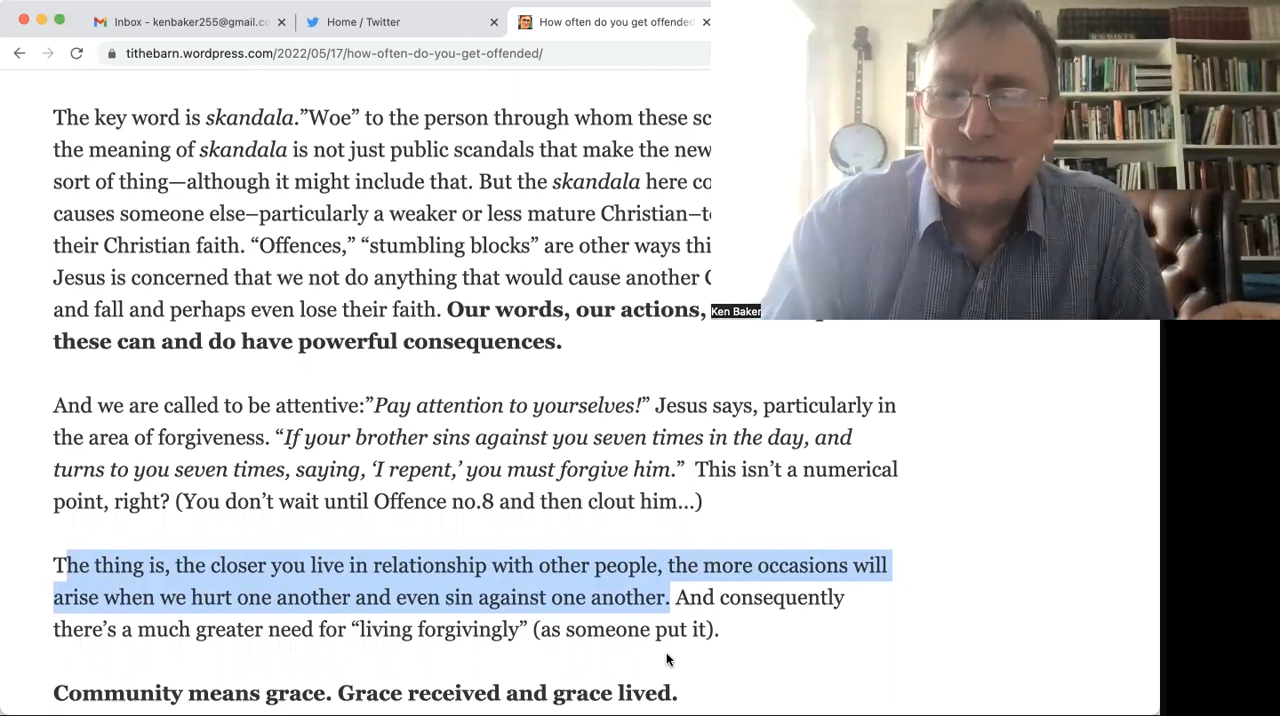 Inbox - kenbaker255@gmail.co
Home / Twitter
How often do you get offended
tithebarn.wordpress.com/2022/05/17/how-often-do-you-get-offended/
The key word is skandala.”Woe” to the person through whom these sc
the meaning of skandala is not just public scandals that make the new
sort of thing—although it might include that. But the skandala here co
causes someone else–particularly a weaker or less mature Christian–t
their Christian faith. “Offences,” “stumbling blocks” are other ways thi
Jesus is concerned that we not do anything that would cause another C
and fall and perhaps even lose their faith. Our words, our actions,
Ken Baker
these can and do have powerful consequences.
And we are called to be attentive:”Pay attention to yourselves!” Jesus says, particularly in
the area of forgiveness. “If your brother sins against you seven times in the day, and
turns to you seven times, saying, ‘I repent,’ you must forgive him.” This isn’t a numerical
point, right? (You don’t wait until Offence no.8 and then clout him…)
The thing is, the closer you live in relationship with other people, the more occasions will
arise when we hurt one another and even sin against one another. And consequently
there’s a much greater need for “living forgivingly” (as someone put it).
Community means grace. Grace received and grace lived.